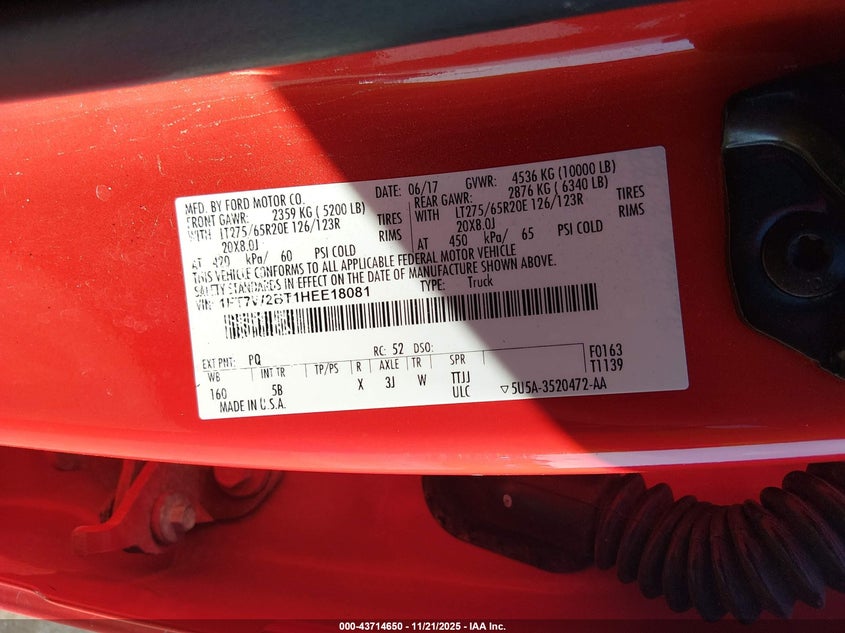 MFD. BY FORD MOTOR CO.
DATE: 06/17 GVWR: 4536 KG (10000 LB)
FRONT GAWR: 2359 KG ( 5200 LB)
REAR GAWR: 2876 KG ( 6340 LB)
WITH LT275/65R20E 126/123R TIRES
WITH LT275/65R20E 126/123R TIRES
20X8.0J RIMS
20X8.0J RIMS
AT 420 kPa/ 60 PSI COLD
AT 450 kPa/ 65 PSI COLD
THIS VEHICLE CONFORMS TO ALL APPLICABLE FEDERAL MOTOR VEHICLE
SAFETY STANDARDS IN EFFECT ON THE DATE OF MANUFACTURE SHOWN ABOVE.
VIN: 1FT7W2BT1HEE18081 TYPE: Truck
EXT PNT: PQ RC: 52 DSO: F0163
WB INT TR TP/PS R AXLE TR SPR T1139
160 5B X 3J W TTJJ
ULC ▽5U5A-3520472-AA
MADE IN U.S.A.
000-43714650 - 11/21/2025 - IAA Inc.